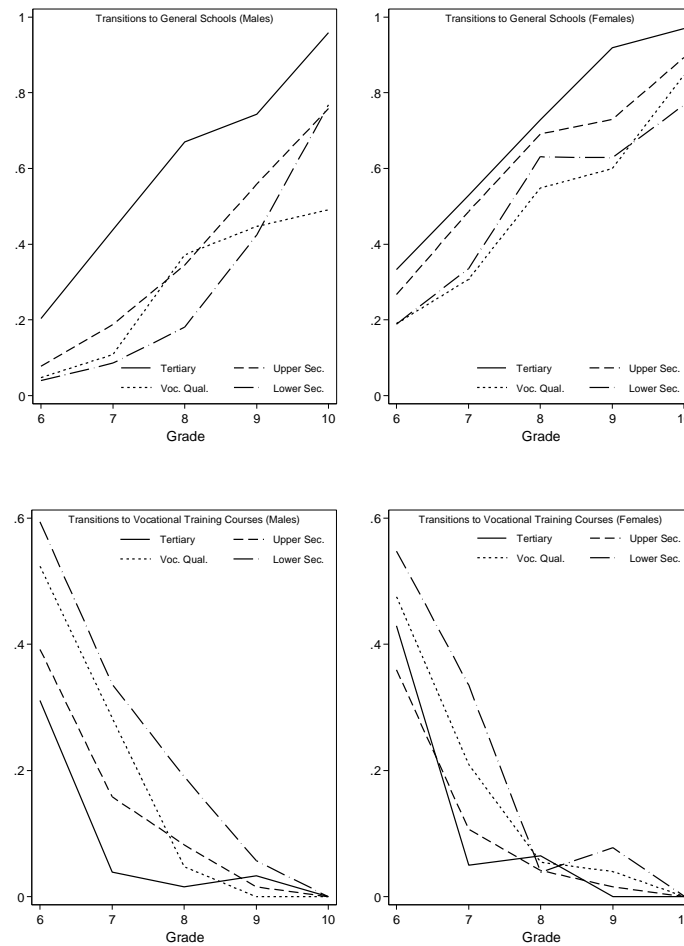 Transitions to General Schools (Males)
1
.8
.6
.4
.2
0
Tertiary
Upper Sec.
Voc. Qual.
Lower Sec.
6 7 8 9 10
Grade
Transitions to General Schools (Females)
1
.8
.6
.4
.2
0
Tertiary
Upper Sec.
Voc. Qual.
Lower Sec.
6 7 8 9 1
Grade
Transitions to Vocational Training Courses (Males)
.6
.4
.2
0
Tertiary
Upper Sec.
Voc. Qual.
Lower Sec.
6 7 8 9 10
Grade
Transitions to Vocational Training Courses (Females)
.6
.4
.2
0
Tertiary
Upper Sec.
Voc. Qual.
Lower Sec.
6 7 8 9 1
Grade